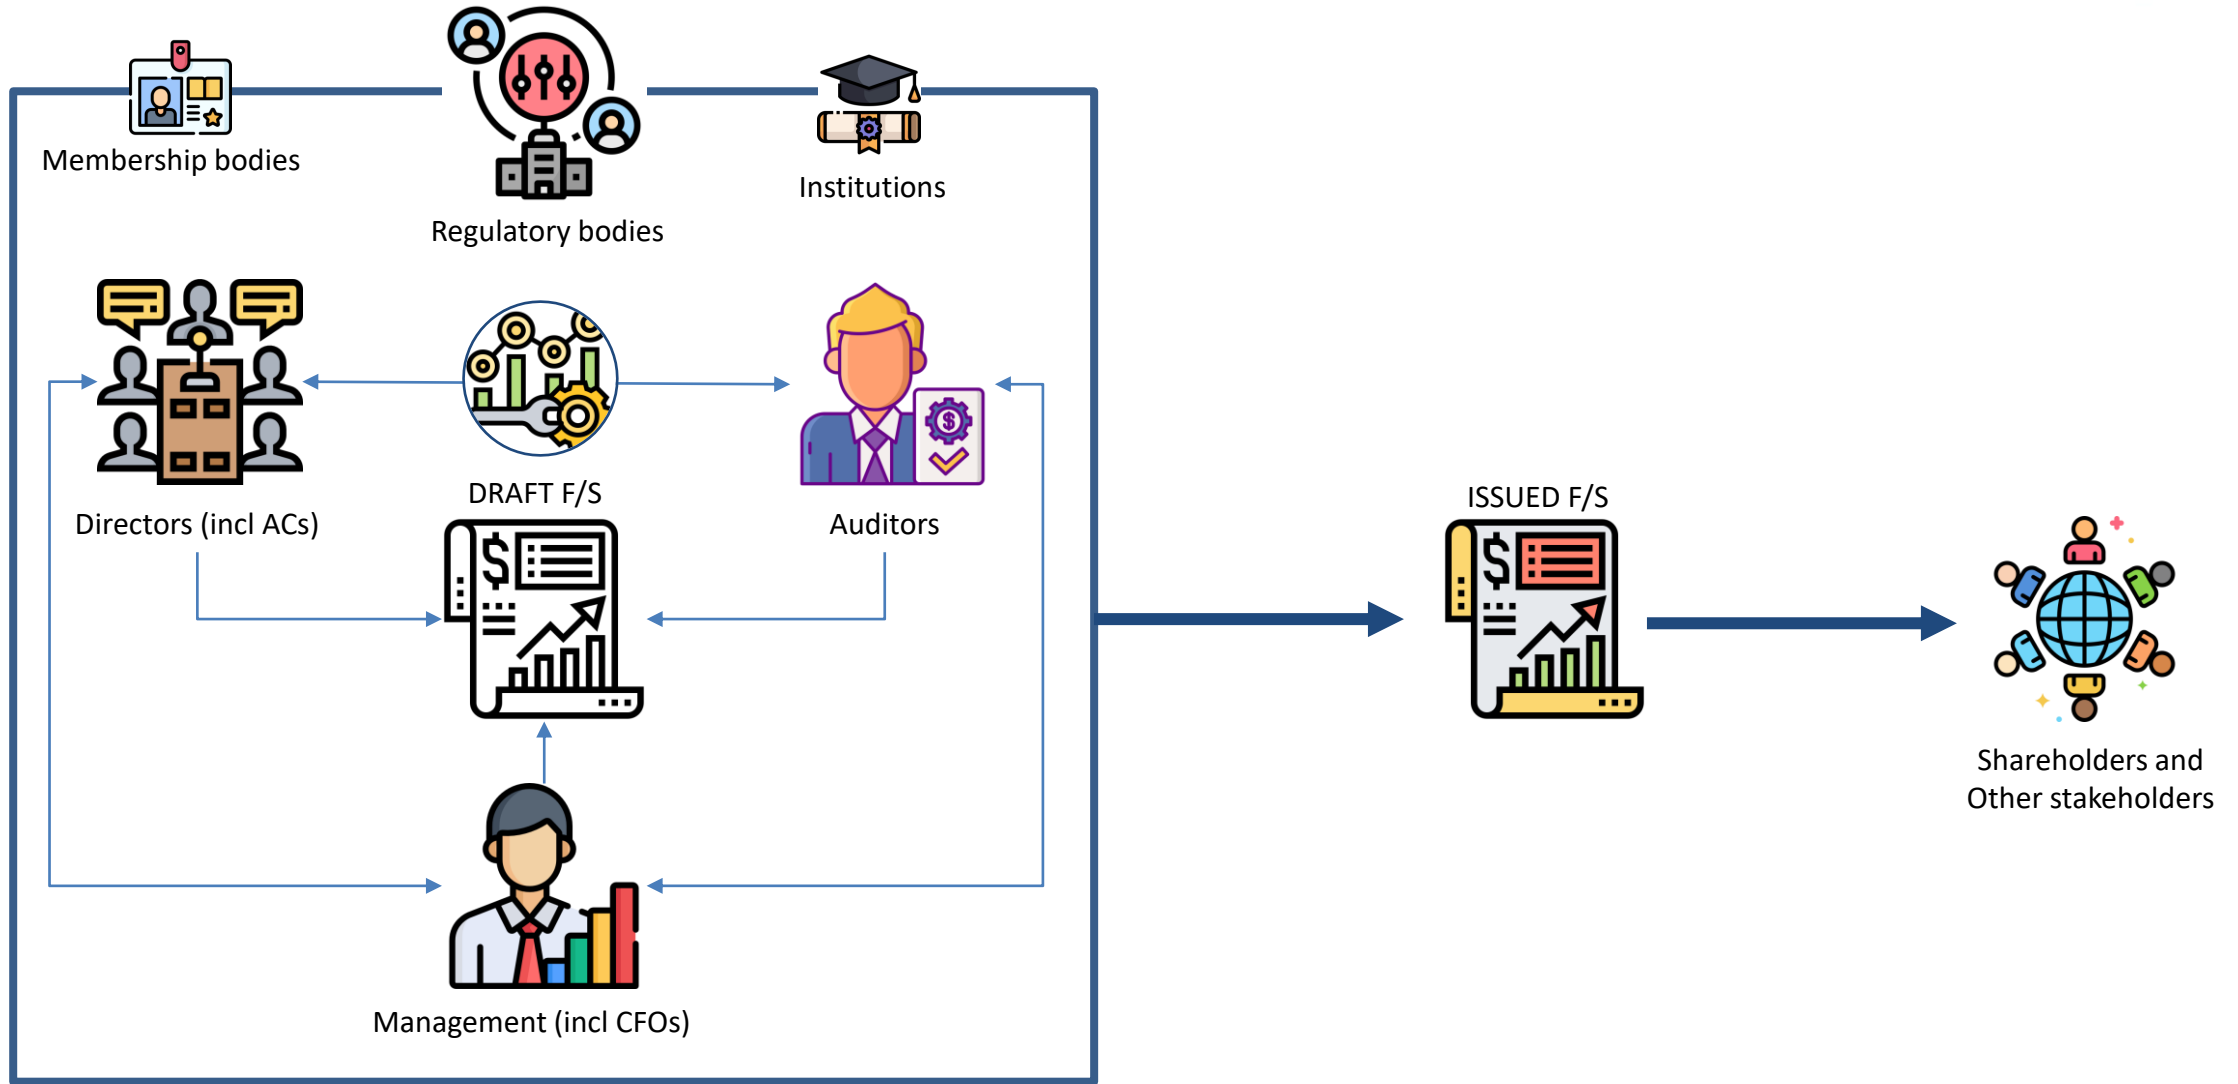 Membership bodies
Regulatory bodies
Institutions
Directors (incl ACs)
DRAFT F/S
$
Auditors
$
Management (incl CFOs)
ISSUED F/S
$
Shareholders and
Other stakeholders